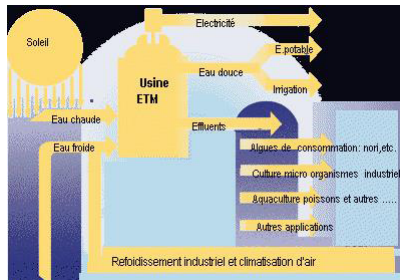 Soleil
Electricité
E.potable
Usine
ETM
Eau douce
Irrigation
Eau chaude
Effluents
Eau froide
Algues de consommation: nori,etc.
Culture micro organismes industriel
Aquaculture poissons et autres .....
Autres applications
Refoidissement industriel et climatisation d'air